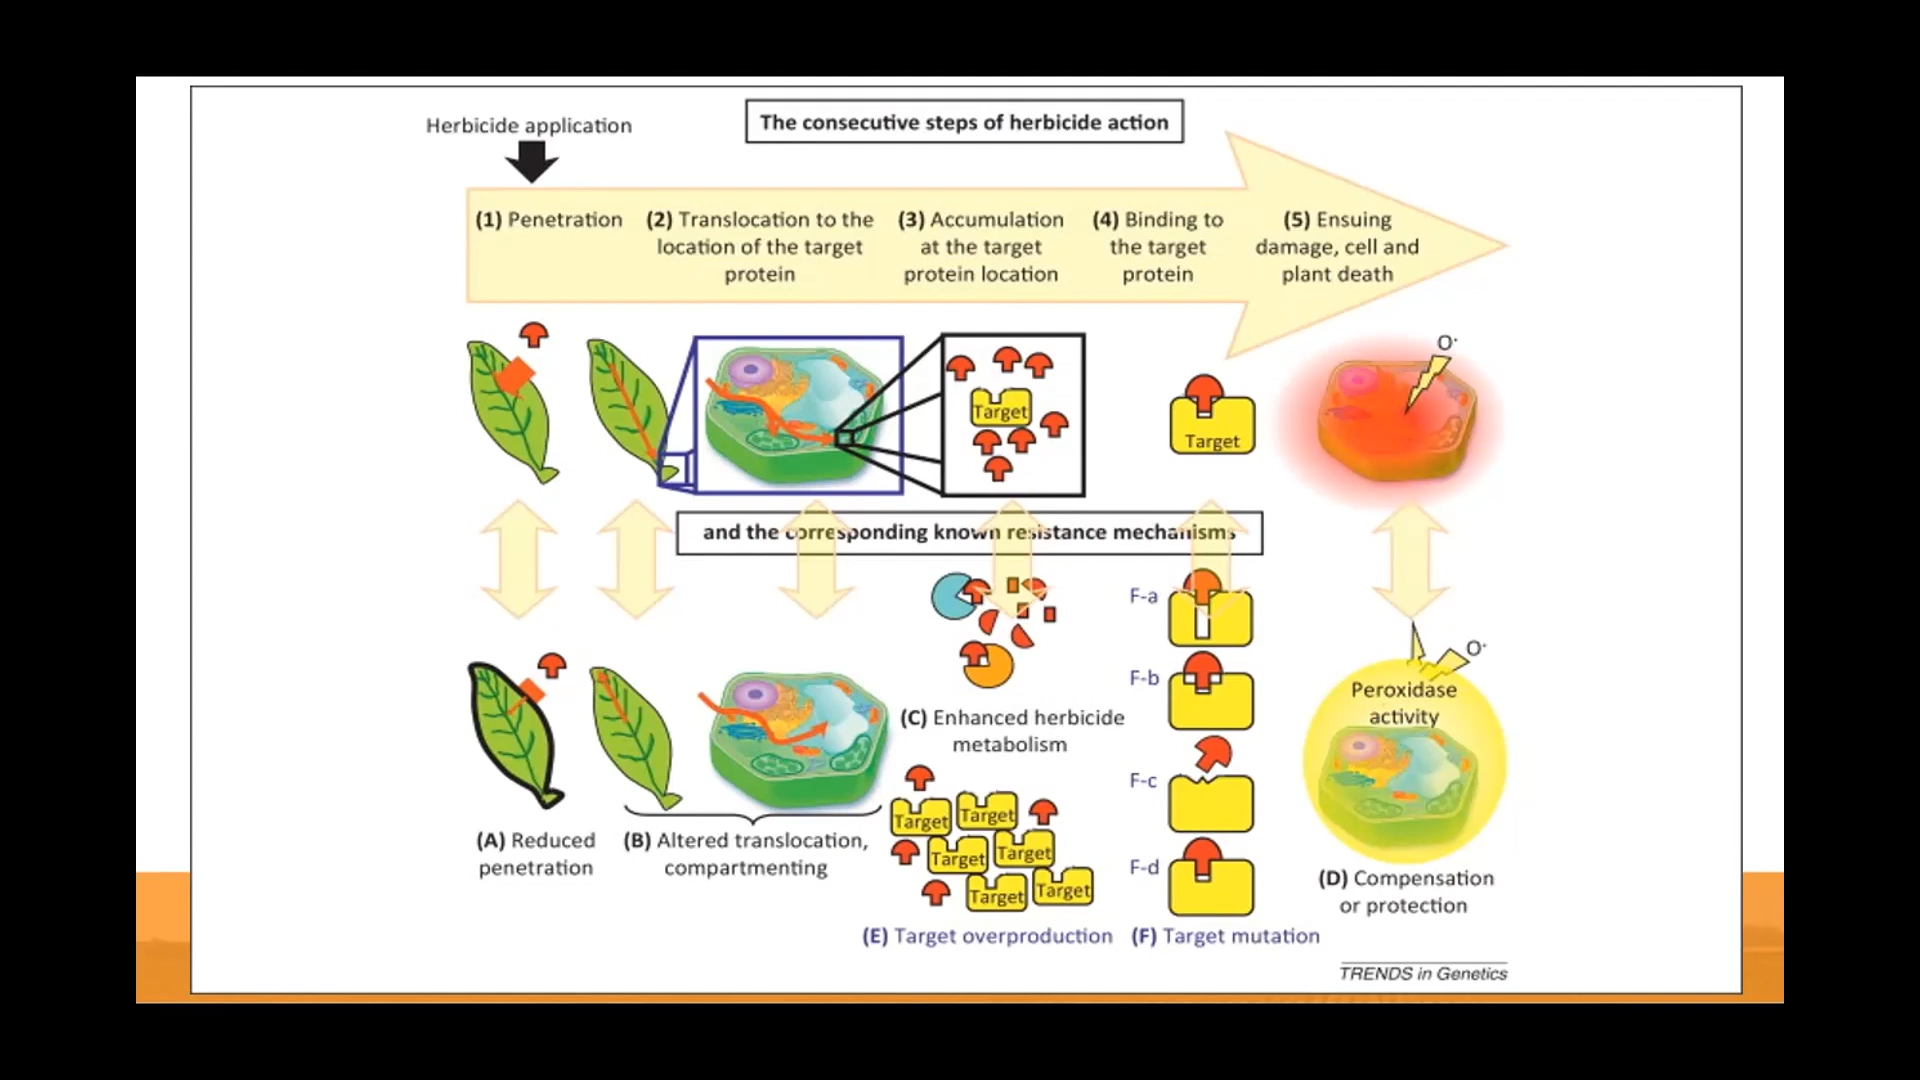 Herbicide application
The consecutive steps of herbicide action
(1) Penetration
(2) Translocation to the
location of the target
protein
(3) Accumulation
at the target
protein location
(4) Binding to
the target
protein
(5) Ensuing
damage, cell and
plant death
Target
Target
O·
and the corresponding known resistance mechanisms
(A) Reduced
penetration
(B) Altered translocation,
compartmenting
(C) Enhanced herbicide
metabolism
Target
Target
Target
Target
Target
Target
(E) Target overproduction
F-a
F-b
F-c
F-d
(F) Target mutation
O·
Peroxidase
activity
(D) Compensation
or protection
TRENDS in Genetics